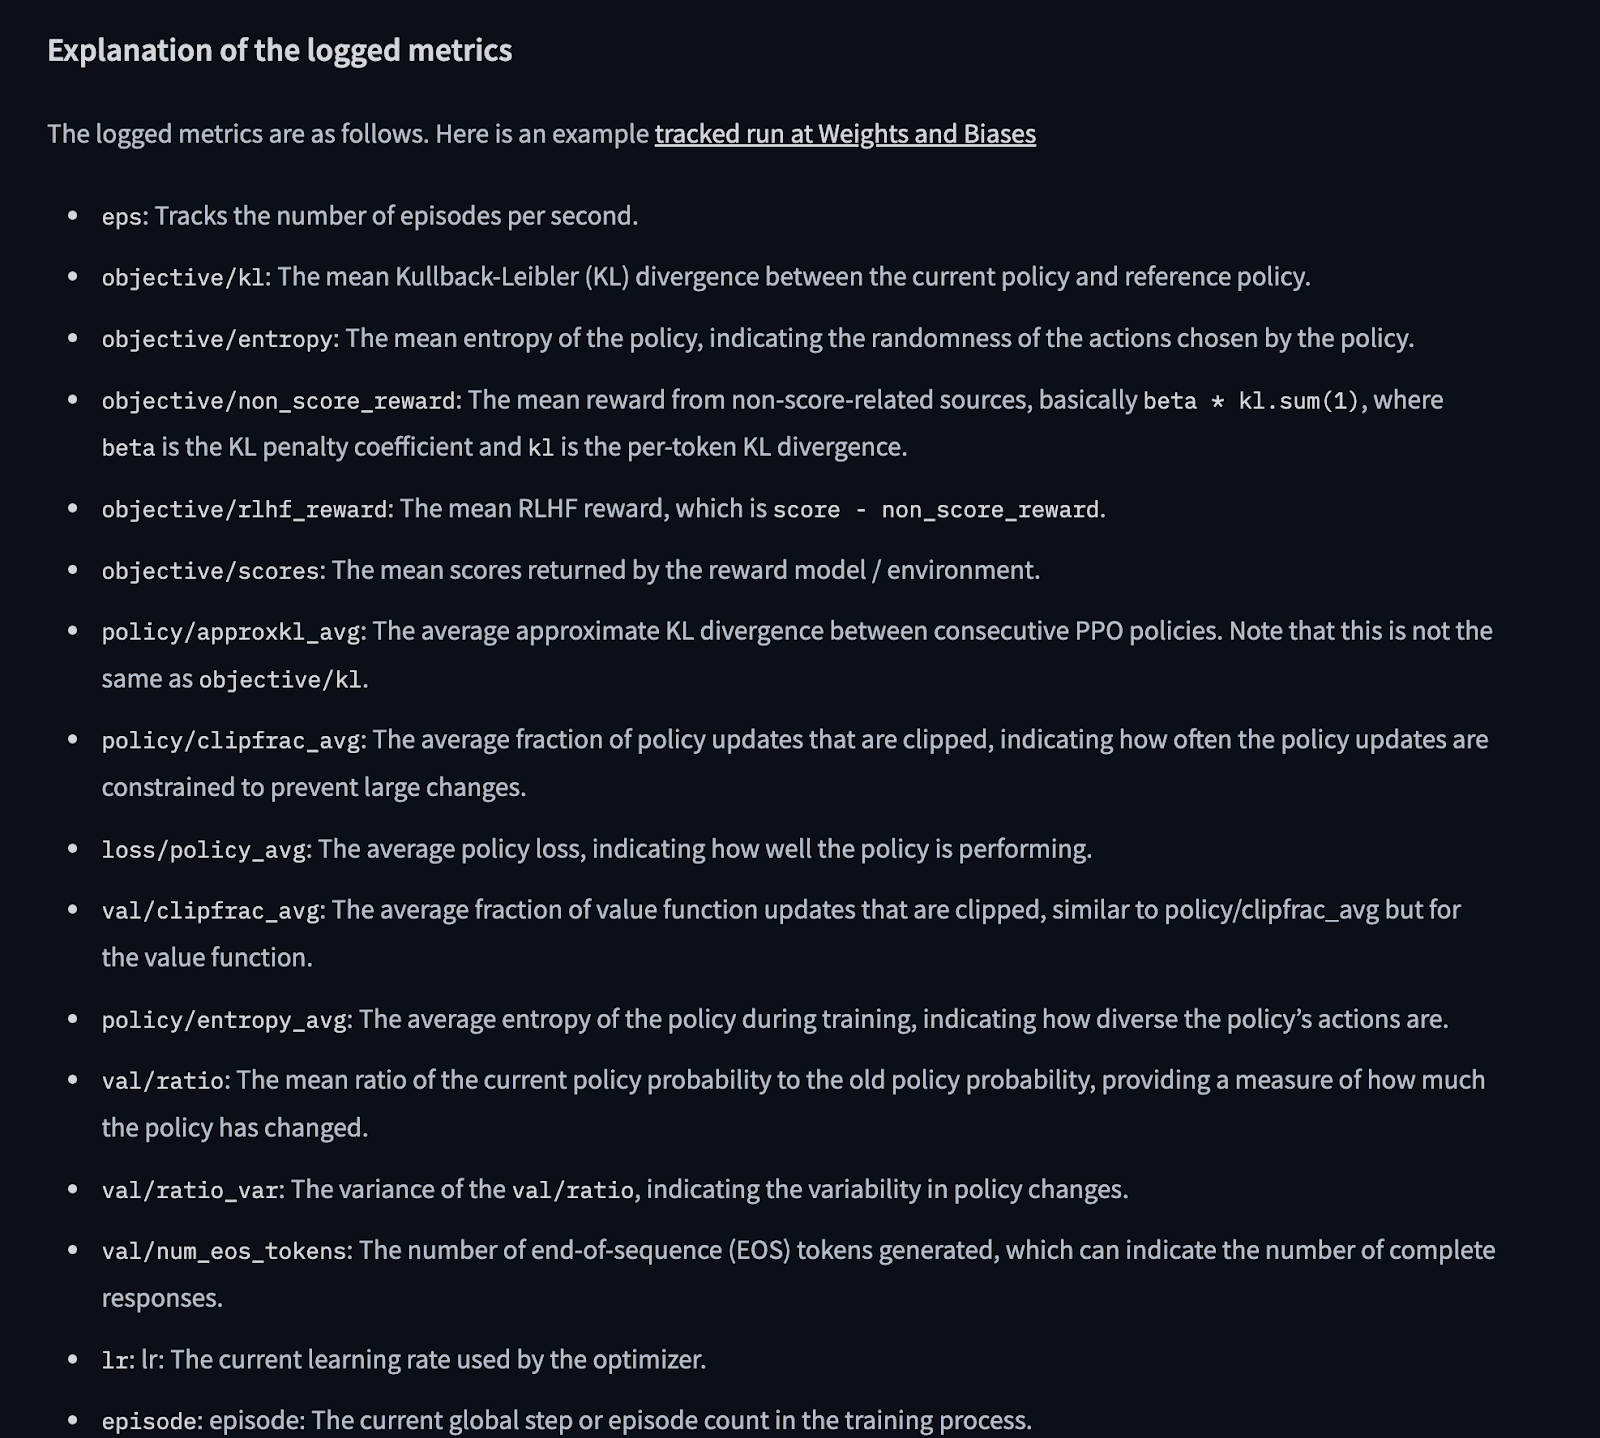 Explanation of the logged metrics
The logged metrics are as follows. Here is an example tracked run at Weights and Biases
• eps: Tracks the number of episodes per second.
• objective/kl: The mean Kullback-Leibler (KL) divergence between the current policy and reference policy.
• objective/entropy: The mean entropy of the policy, indicating the randomness of the actions chosen by the policy.
• objective/non_score_reward: The mean reward from non-score-related sources, basically beta * kl.sum(1), where
beta is the KL penalty coefficient and kl is the per-token KL divergence.
• objective/rlhf_reward: The mean RLHF reward, which is score - non_score_reward.
• objective/scores: The mean scores returned by the reward model / environment.
• policy/approxkl_avg: The average approximate KL divergence between consecutive PPO policies. Note that this is not the
same as objective/kl.
• policy/clipfrac_avg: The average fraction of policy updates that are clipped, indicating how often the policy updates are
constrained to prevent large changes.
• loss/policy_avg: The average policy loss, indicating how well the policy is performing.
• val/clipfrac_avg: The average fraction of value function updates that are clipped, similar to policy/clipfrac_avg but for
the value function.
• policy/entropy_avg: The average entropy of the policy during training, indicating how diverse the policy’s actions are.
• val/ratio: The mean ratio of the current policy probability to the old policy probability, providing a measure of how much
the policy has changed.
• val/ratio_var: The variance of the val/ratio, indicating the variability in policy changes.
• val/num_eos_tokens: The number of end-of-sequence (EOS) tokens generated, which can indicate the number of complete
responses.
• lr: lr: The current learning rate used by the optimizer.
• episode: episode: The current global step or episode count in the training process.